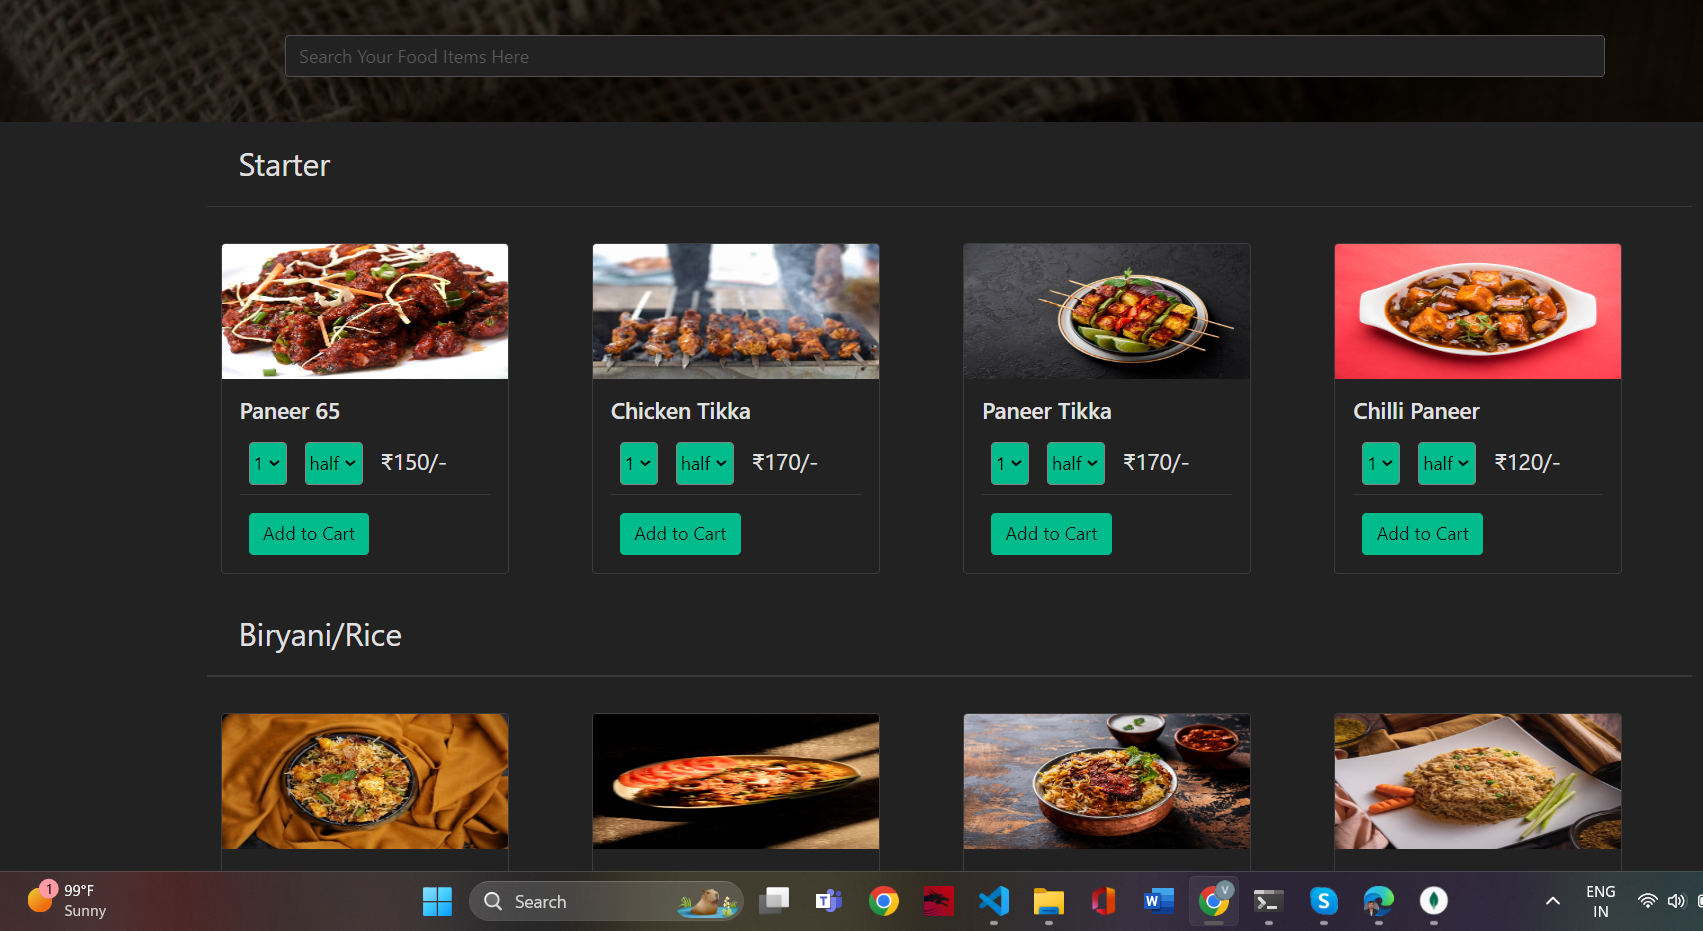 Search Your Food Items Here
Starter
Paneer 65
1 half ₹150/-
Add to Cart
Chicken Tikka
1 half ₹170/-
Add to Cart
Paneer Tikka
1 half ₹170/-
Add to Cart
Chilli Paneer
1 half ₹120/-
Add to Cart
Biryani/Rice
1
99°F
Sunny
Search
T
W
V
S
ENG
IN